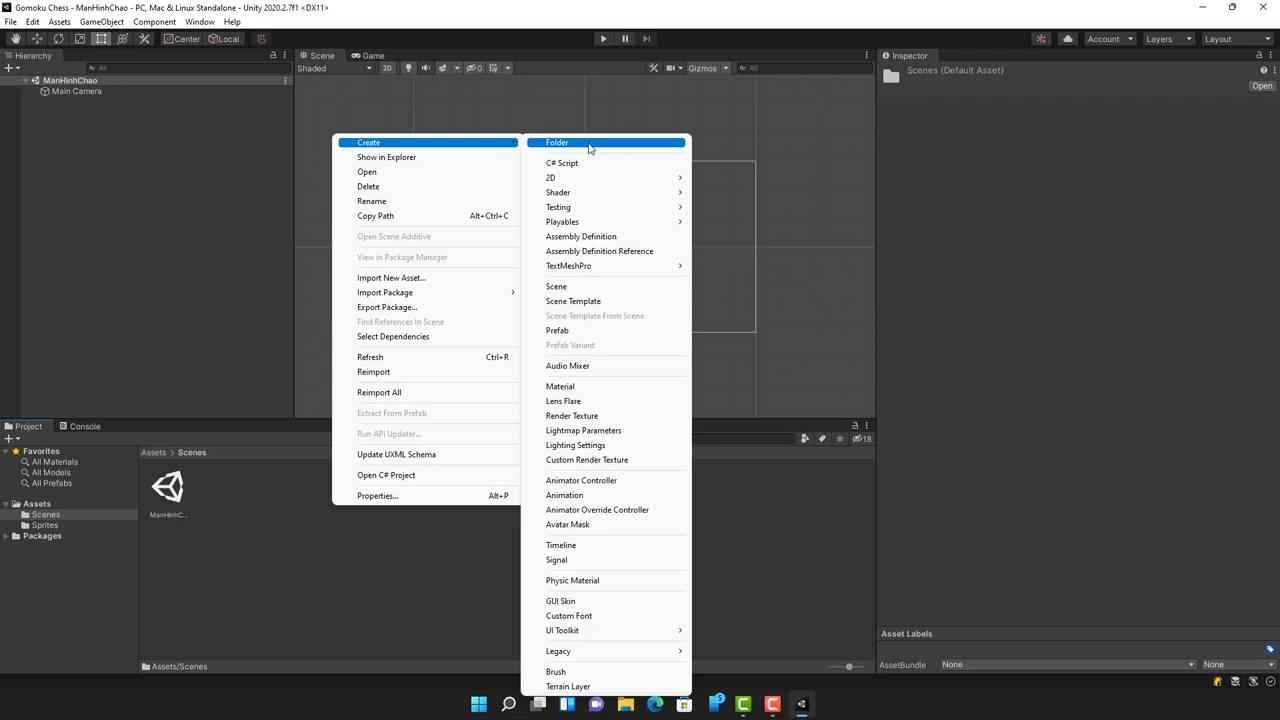 Gomoku Chess - ManHinhChao - PC, Mac & Linux Standalone - Unity 2020.2.7f1 <DX11>
File Edit Assets GameObject Component Window Help
Center Local Account Layers Layout
Hierarchy
All
ManHinhChao
Main Camera
Scene Game
Shaded 2D 0 Gizmos All
Inspector
Scenes (Default Asset)
Open
Create
Show in Explorer
Open
Delete
Rename
Copy Path Alt+Ctrl+C
Open Scene Additive
View in Package Manager
Import New Asset...
Import Package
Export Package...
Find References In Scene
Select Dependencies
Refresh Ctrl+R
Reimport
Reimport All
Extract From Prefab
Run API Updater...
Update UXML Schema
Open C# Project
Properties... Alt+P
Folder
C# Script
2D
Shader
Testing
Playables
Assembly Definition
Assembly Definition Reference
TextMeshPro
Scene
Scene Template
Scene Template From Scene
Prefab
Prefab Variant
Audio Mixer
Material
Lens Flare
Render Texture
Lightmap Parameters
Lighting Settings
Custom Render Texture
Animator Controller
Animation
Animator Override Controller
Avatar Mask
Timeline
Signal
Physic Material
GUI Skin
Custom Font
UI Toolkit
Legacy
Brush
Terrain Layer
Project Console
18
Favorites
All Materials
All Models
All Prefabs
Assets
Scenes
Sprites
Packages
Assets > Scenes
ManHinhC...
Assets/Scenes
Asset Labels
AssetBundle None None